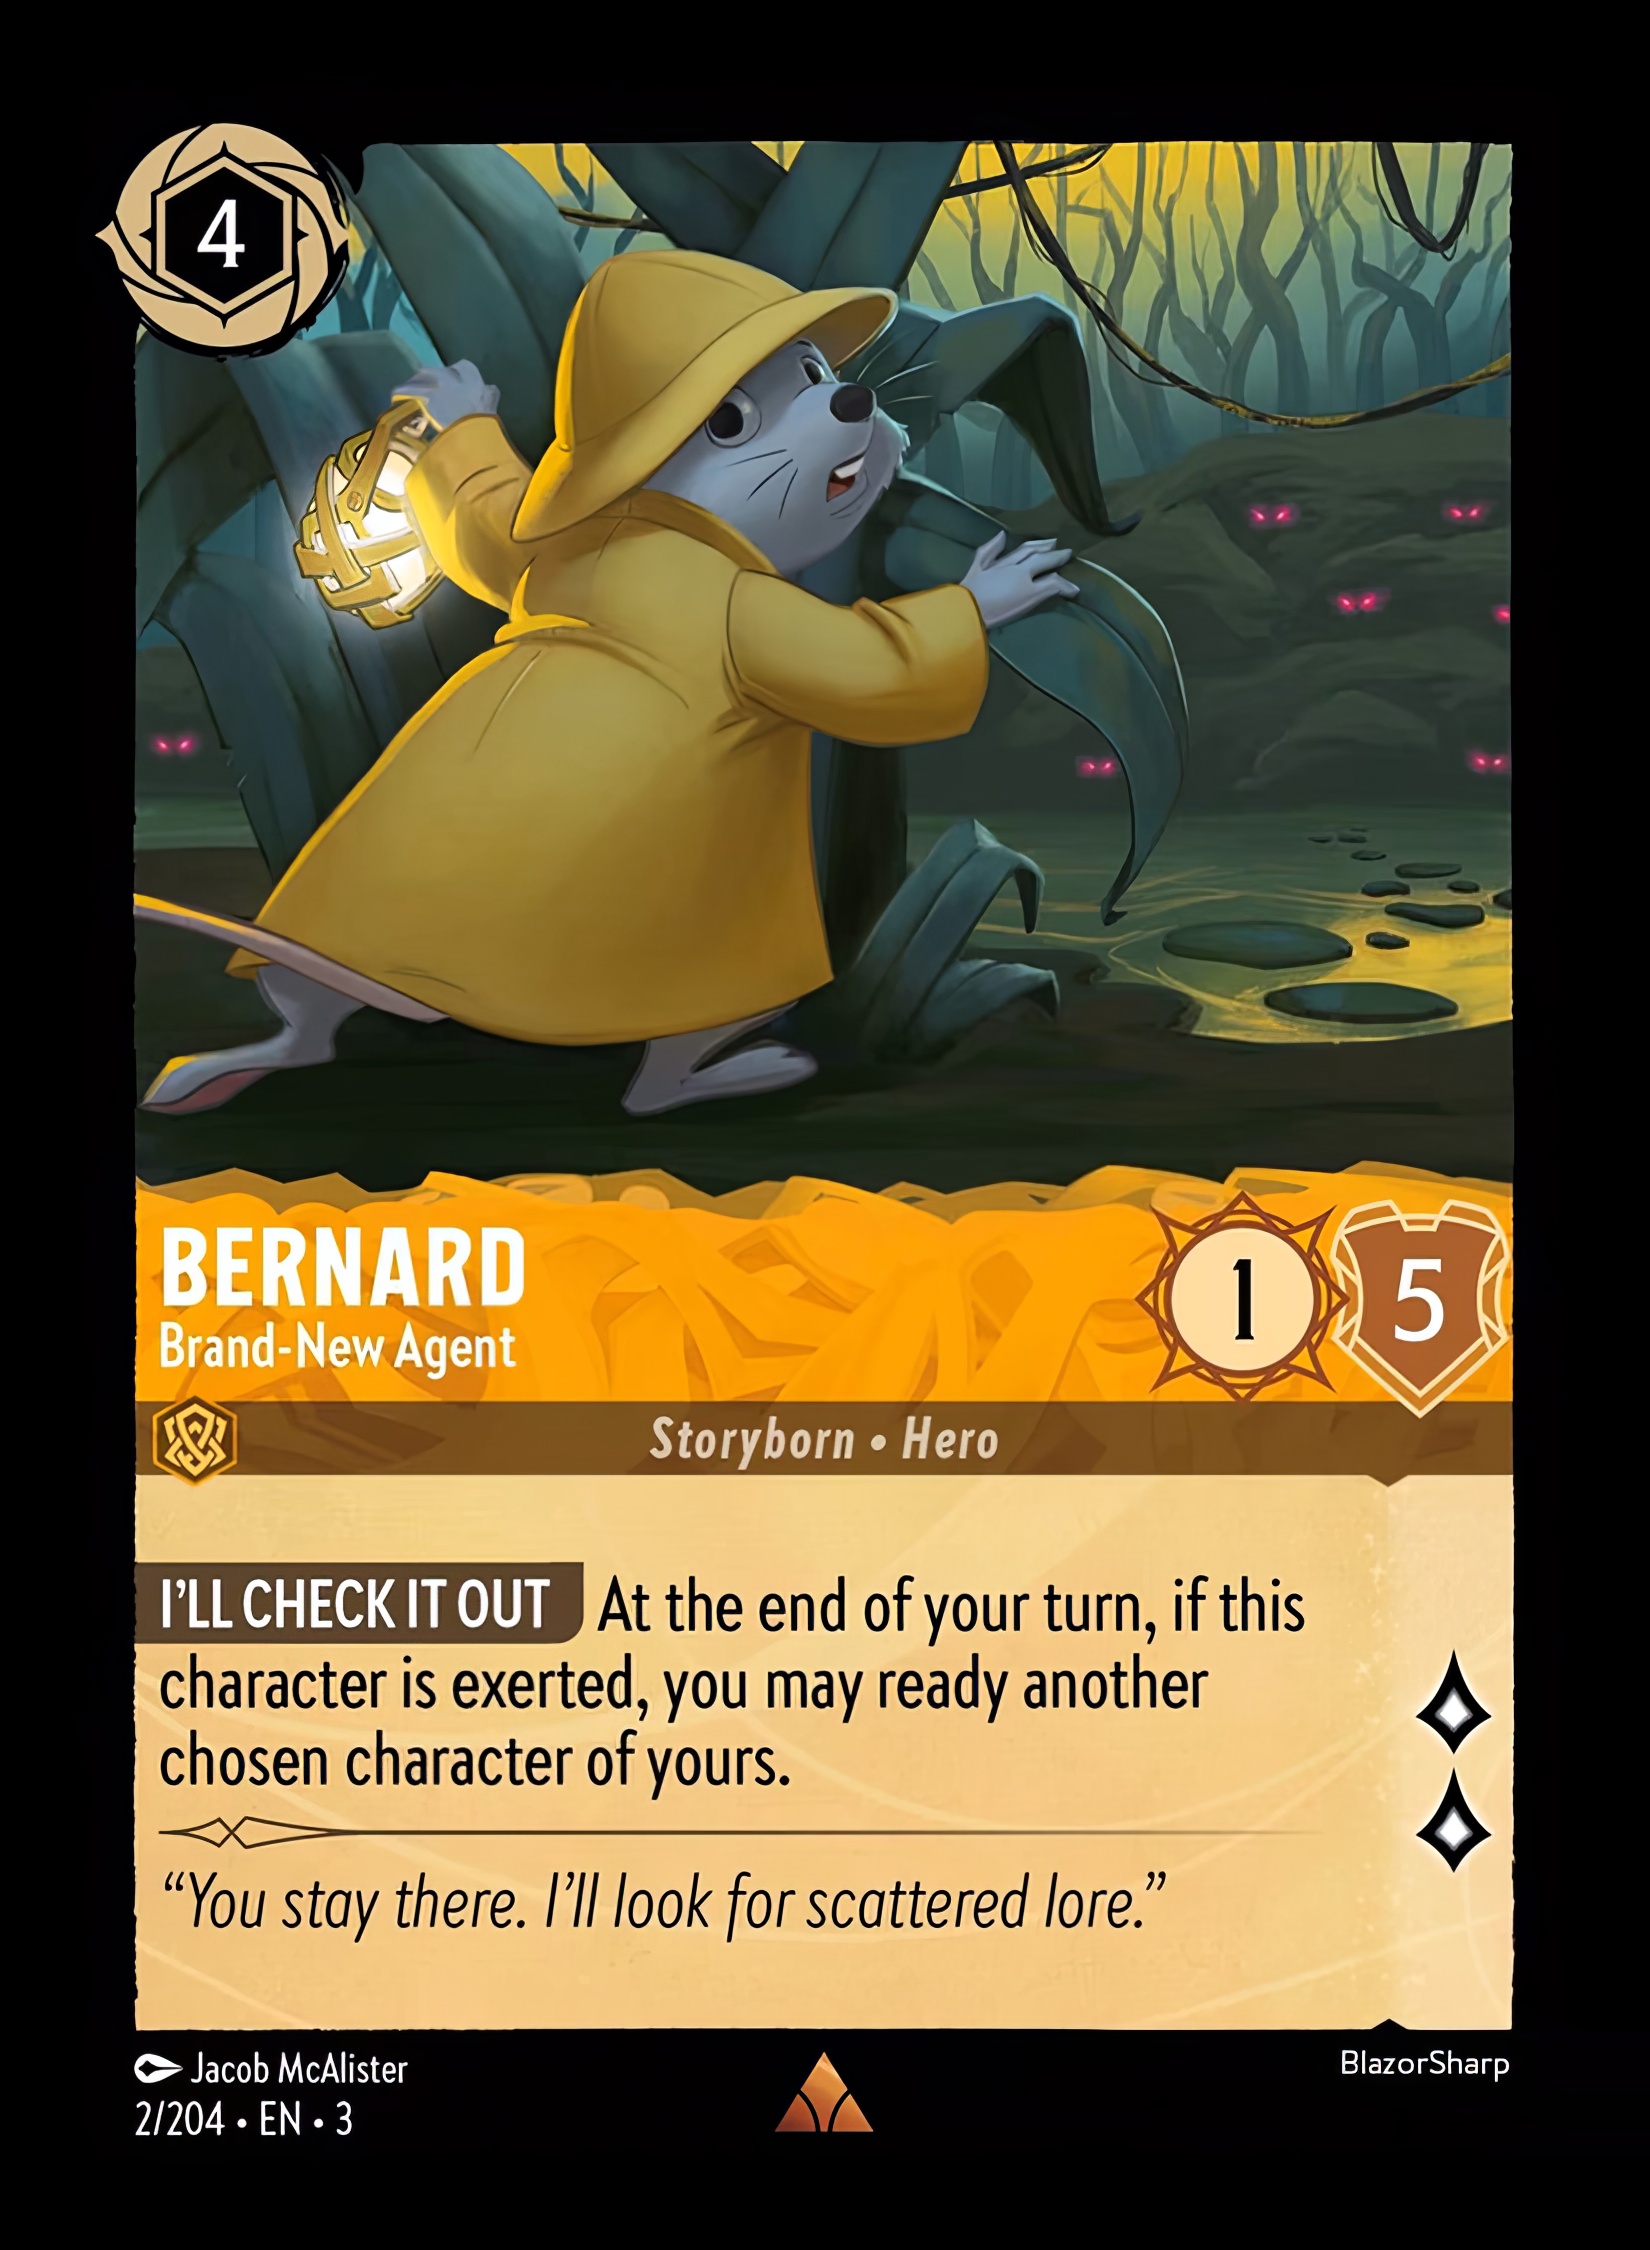 4
BERNARD
Brand-New Agent
1
5
Storyborn • Hero
I'LL CHECK IT OUT At the end of your turn, if this
character is exerted, you may ready another
chosen character of yours.
“You stay there. I'll look for scattered lore.”
Jacob McAlister
2/204 • EN • 3
BlazorSharp